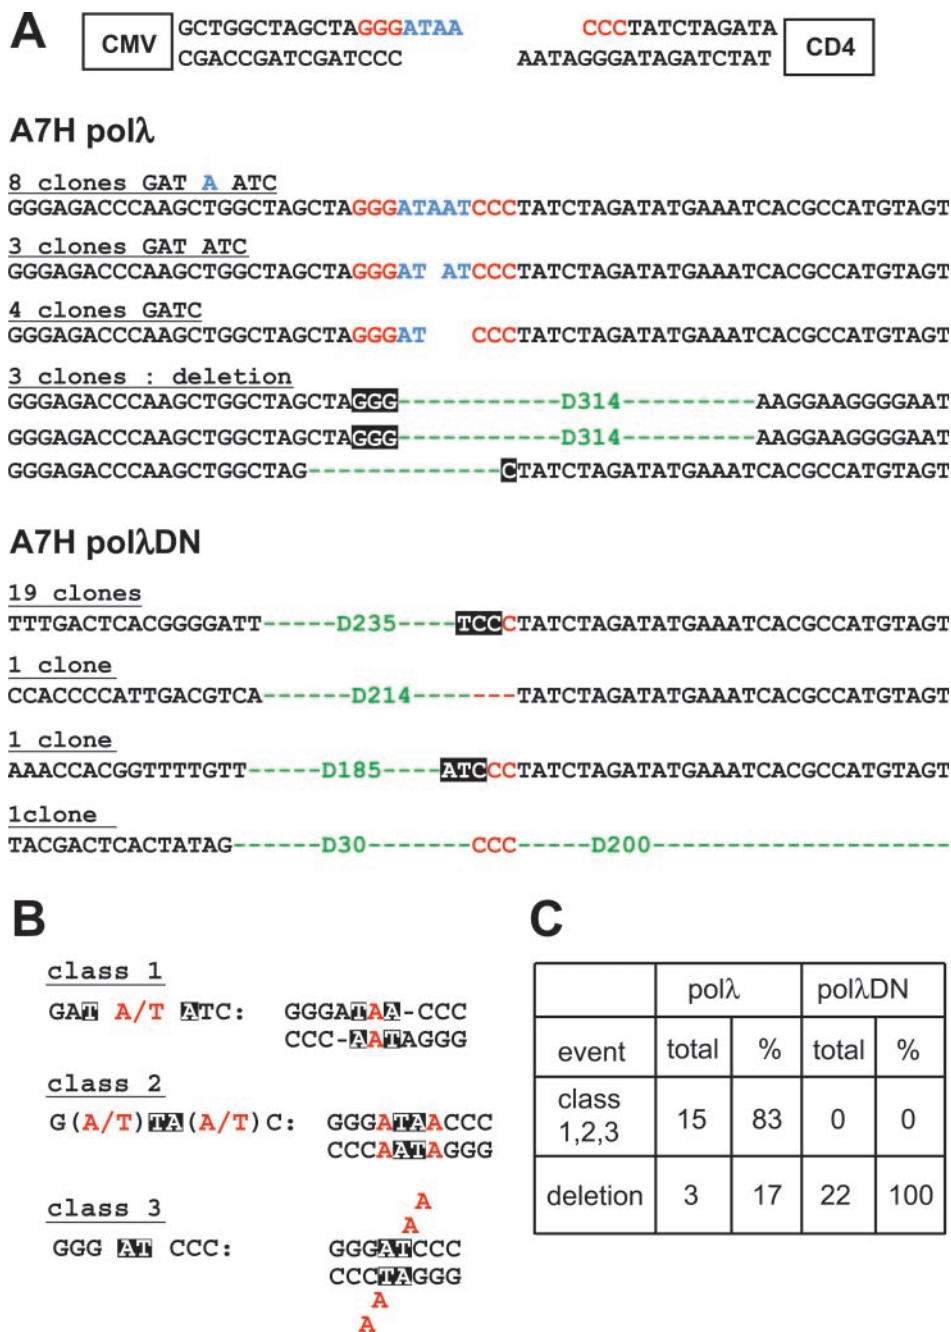 A
CMV GCTGGCTAGCTAGGGATAA CCCTATCTAGATA CD4
CGACCGATCGATCCC AATAGGGATAGATCTAT
A7H polλ
8 clones GAT A ATC
GGGAGACCCAAGCTGGCTAGCTAGGGATAATCCCTATCTAGATATGAAATCACGCCATGTAGT
3 clones GAT ATC
GGGAGACCCAAGCTGGCTAGCTAGGGAT ATCCCTATCTAGATATGAAATCACGCCATGTAGT
4 clones GATC
GGGAGACCCAAGCTGGCTAGCTAGGGAT CCCTATCTAGATATGAAATCACGCCATGTAGT
3 clones : deletion
GGGAGACCCAAGCTGGCTAGCTAGGG-----------D314---------AAGGAAGGGGAAT
GGGAGACCCAAGCTGGCTAGCTAGGG-----------D314---------AAGGAAGGGGAAT
GGGAGACCCAAGCTGGCTAG-------------CTATCTAGATATGAAATCACGCCATGTAGT
A7H polλDN
19 clones
TTTGACTCACGGGGATT-----D235----TCCCTATCTAGATATGAAATCACGCCATGTAGT
1 clone
CCACCCCATTGACGTCA------D214-------TATCTAGATATGAAATCACGCCATGTAGT
1 clone
AAACCACGGTTTTGTT-----D185----ATCCCTATCTAGATATGAAATCACGCCATGTAGT
1clone
TACGACTCACTATAG------D30-------CCC-----D200--------------------
B
class 1
GAT A/T ATC: GGGATAA-CCC
CCC-AATAGGG
class 2
G(A/T)TA(A/T)C: GGGATAACCC
CCCAATAGGG
class 3
A
A
GGG AT CCC: GGGATCCC
CCCTAGGG
A
A
C
polλ polλDN
event total % total %
class 1,2,3 15 83 0 0
deletion 3 17 22 100